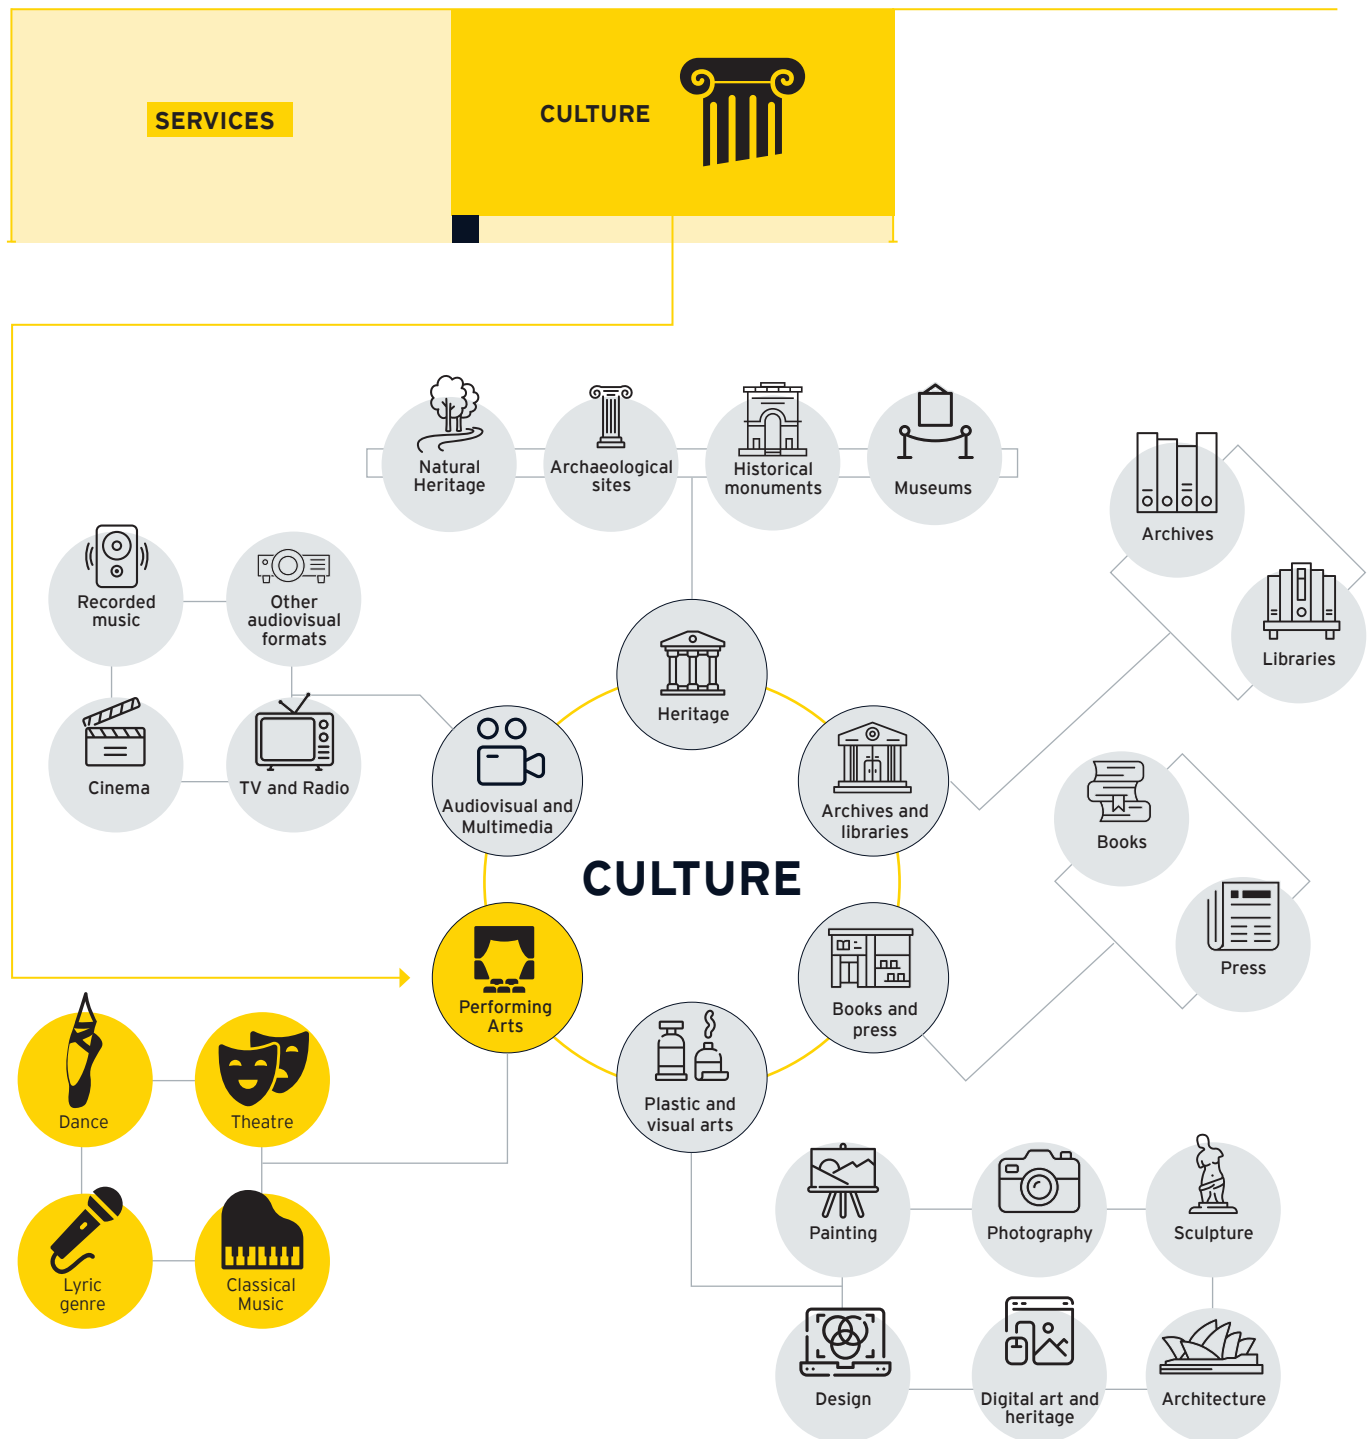 SERVICES
CULTURE
Natural
Heritage
Archaeological
sites
Historical
monuments
Museums
Archives
Libraries
Recorded
music
Other
audiovisual
formats
Cinema
TV and Radio
Heritage
Audiovisual and
Multimedia
Archives and
libraries
Books
Press
CULTURE
Performing
Arts
Books and
press
Plastic and
visual arts
Dance
Theatre
Lyric
genre
Classical
Music
Painting
Photography
Sculpture
Design
Digital art and
heritage
Architecture